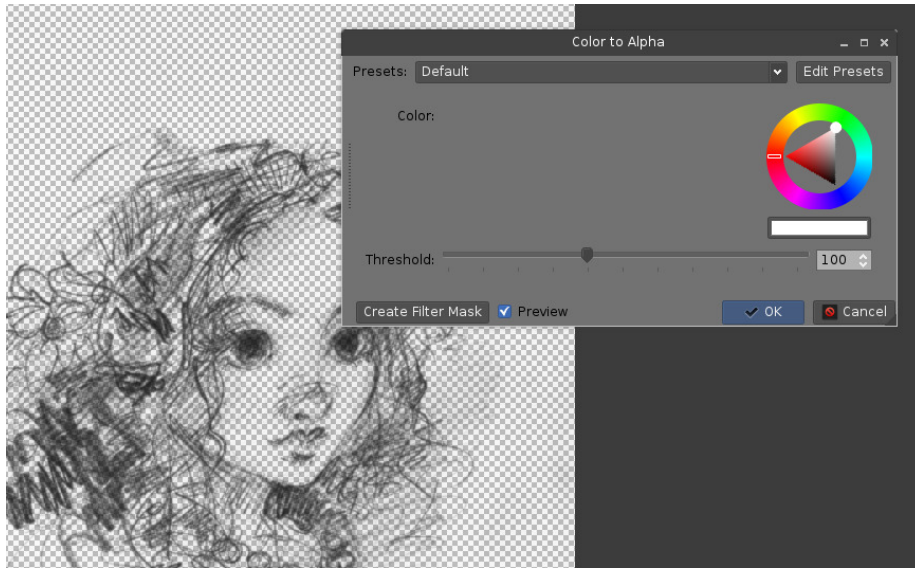 Color to Alpha
Presets: Default Edit Presets
Color:
Threshold: 100
Create Filter Mask Preview OK Cancel